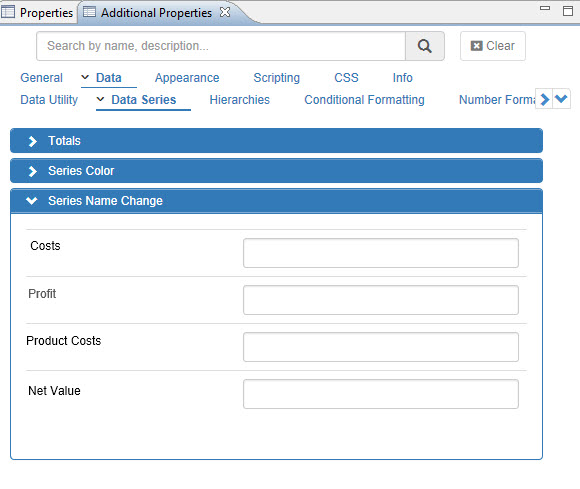 Properties Additional Properties
Search by name, description... Clear
General Data Appearance Scripting CSS Info
Data Utility Data Series Hierarchies Conditional Formatting Number Forma
Totals
Series Color
Series Name Change
Costs
Profit
Product Costs
Net Value